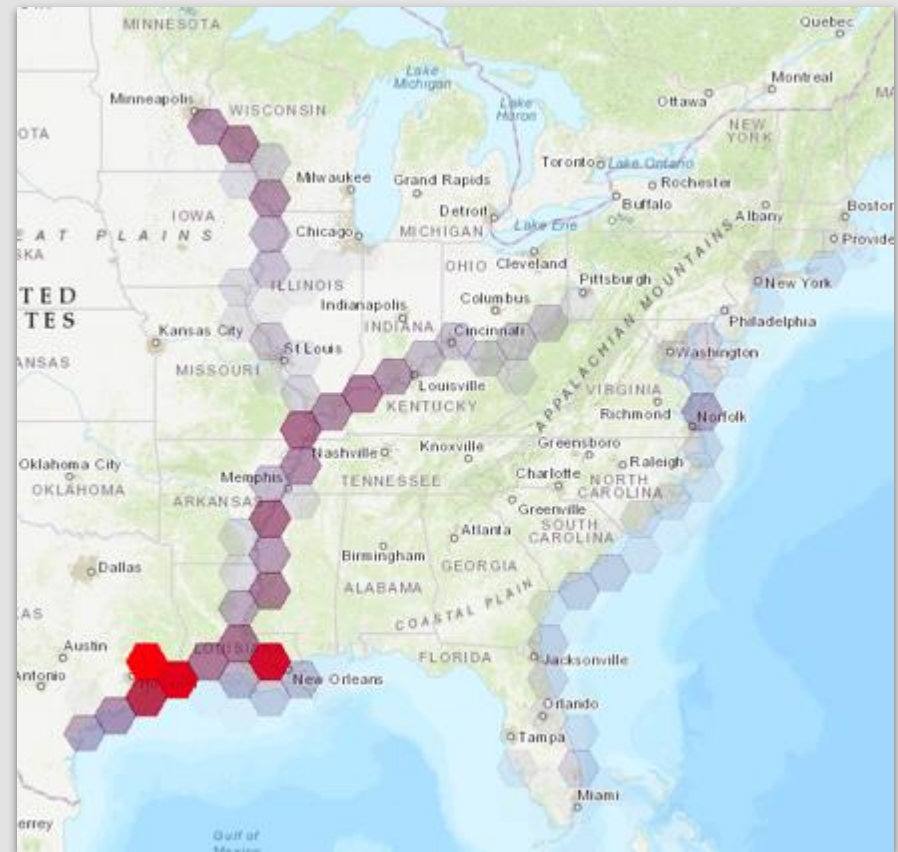 MINNESOTA
Quebec
Lake
Michigan
Montreal
Minneapolis
WISCONSIN
Lake
Huron
Ottawa
NEW
YORK
OTA
Toronto
Lake Ontario
Milwaukee
Grand Rapids
Rochester
Buffalo
IOWA
Detroit
Albany
Boston
EAT PLAINS
Chicago
MICHIGAN
Lake Erie
Provide
SKA
OHIO
Cleveland
TED
TES
ILLINOIS
Pittsburgh
New York
Indianapolis
Columbus
APPALACHIAN MOUNTAINS
Kansas City
INDIANA
Cincinnati
Philadelphia
ANSAS
St Louis
Washington
MISSOURI
Louisville
VIRGINIA
KENTUCKY
Richmond
Norfolk
Nashville
Knoxville
Greensboro
Oklahoma City
Raleigh
OKLAHOMA
Memphis
TENNESSEE
Charlotte
NORTH
CAROLINA
ARKANSAS
Greenville
Atlanta
SOUTH
CAROLINA
Birmingham
Dallas
GEORGIA
ALABAMA
COASTAL PLAIN
AS
Austin
LOUISIANA
FLORIDA
Jacksonville
Antonio
New Orleans
Orlando
Tampa
Miami
errey
Gulf of